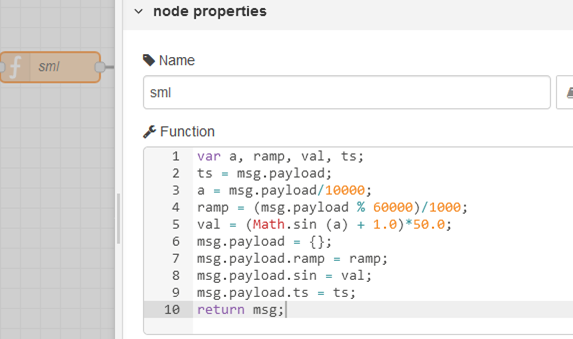 node properties
sml
Name
sml
Function
1 var a, ramp, val, ts;
2 ts = msg.payload;
3 a = msg.payload/10000;
4 ramp = (msg.payload % 60000)/1000;
5 val = (Math.sin (a) + 1.0)*50.0;
6 msg.payload = {};
7 msg.payload.ramp = ramp;
8 msg.payload.sin = val;
9 msg.payload.ts = ts;
10 return msg;